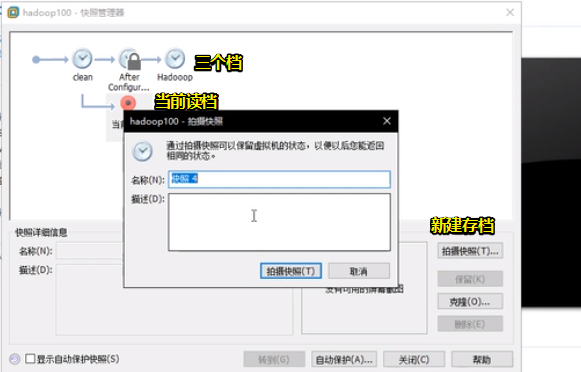 hadoop100 - 快照管理器
clean
After Configur...
Hadooop
三个档
当前读档
当前
hadoop100 - 拍摄快照
通过拍摄快照可以保留虚拟机的状态，以便以后您能返回
相同的状态。
名称(N):
快照 4
描述(D):
拍摄快照(T)
取消
新建存档
快照详细信息
名称(N):
描述(D):
没有可用的屏幕截图
拍摄快照(T)...
保留(K)
克隆(O)...
删除(E)
显示自动保护快照(S)
转到(G)
自动保护(A)...
关闭(C)
帮助